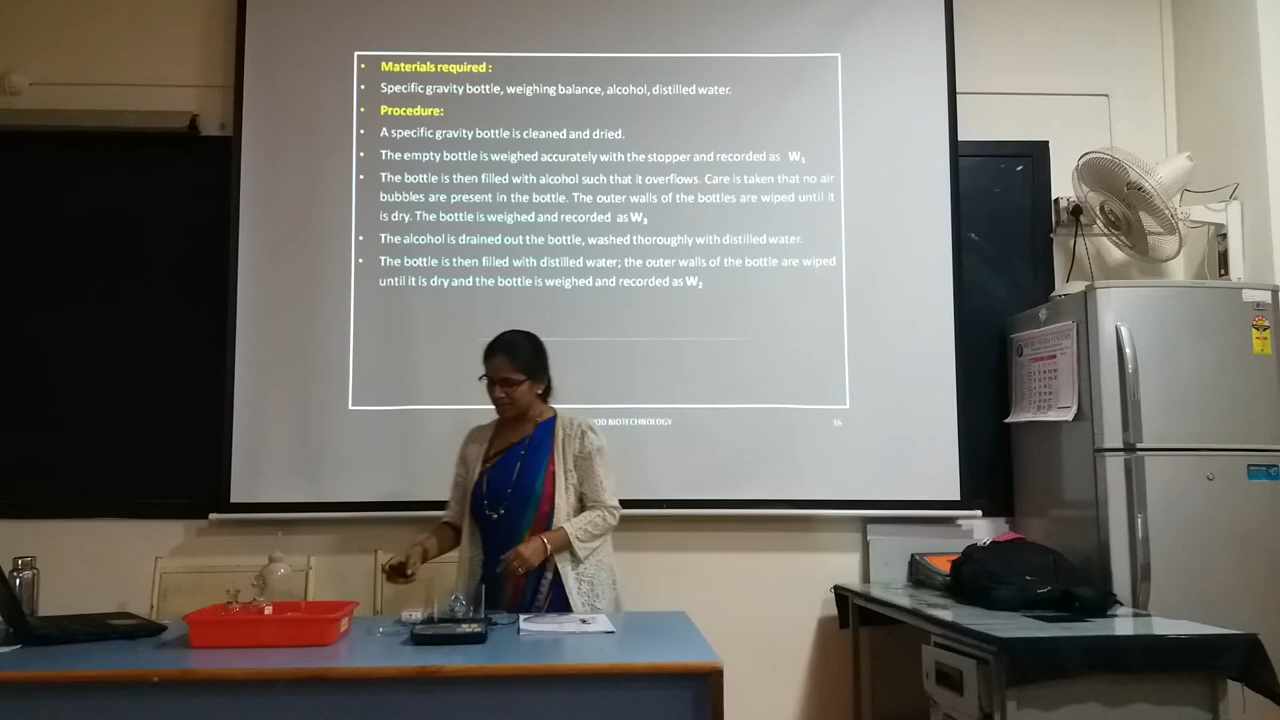 Materials required :
Specific gravity bottle, weighing balance, alcohol, distilled water.
Procedure:
A specific gravity bottle is cleaned and dried.
The empty bottle is weighed accurately with the stopper and recorded as W₁
The bottle is then filled with alcohol such that it overflows. Care is taken that no air
bubbles are present in the bottle. The outer walls of the bottles are wiped until it
is dry. The bottle is weighed and recorded as W₃
The alcohol is drained out the bottle, washed thoroughly with distilled water.
The bottle is then filled with distilled water; the outer walls of the bottle are wiped
until it is dry and the bottle is weighed and recorded as W₂
BIOTECHNOLOGY